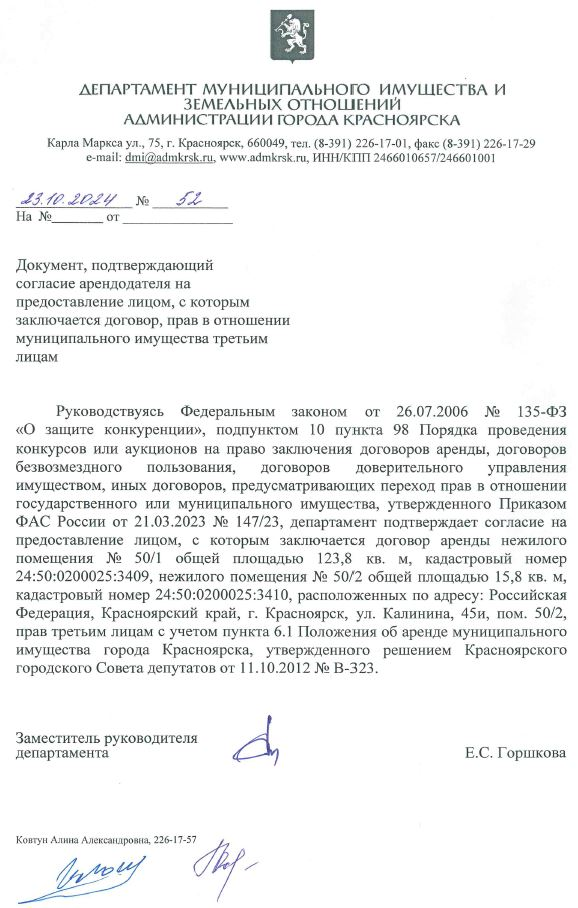 ДЕПАРТАМЕНТ МУНИЦИПАЛЬНОГО ИМУЩЕСТВА И
ЗЕМЕЛЬНЫХ ОТНОШЕНИЙ
АДМИНИСТРАЦИИ ГОРОДА КРАСНОЯРСКА
Карла Маркса ул., 75, г. Красноярск, 660049, тел. (8-391) 226-17-01, факс (8-391) 226-17-29
e-mail: dmi@admkrsk.ru, www.admkrsk.ru, ИНН/КПП 2466010657/246601001
23.10.2024 № 52
На №_______ от _______________
Документ, подтверждающий
согласие арендодателя на
предоставление лицом, с которым
заключается договор, прав в отношении
муниципального имущества третьим
лицам
Руководствуясь Федеральным законом от 26.07.2006 № 135-ФЗ
«О защите конкуренции», подпунктом 10 пункта 98 Порядка проведения
конкурсов или аукционов на право заключения договоров аренды, договоров
безвозмездного пользования, договоров доверительного управления
имуществом, иных договоров, предусматривающих переход прав в отношении
государственного или муниципального имущества, утвержденного Приказом
ФАС России от 21.03.2023 № 147/23, департамент подтверждает согласие на
предоставление лицом, с которым заключается договор аренды нежилого
помещения № 50/1 общей площадью 123,8 кв. м, кадастровый номер
24:50:0200025:3409, нежилого помещения № 50/2 общей площадью 15,8 кв. м,
кадастровый номер 24:50:0200025:3410, расположенных по адресу: Российская
Федерация, Красноярский край, г. Красноярск, ул. Калинина, 45и, пом. 50/2,
прав третьим лицам с учетом пункта 6.1 Положения об аренде муниципального
имущества города Красноярска, утвержденного решением Красноярского
городского Совета депутатов от 11.10.2012 № В-323.
Заместитель руководителя
департамента Е.С. Горшкова
Ковтун Алина Александровна, 226-17-57